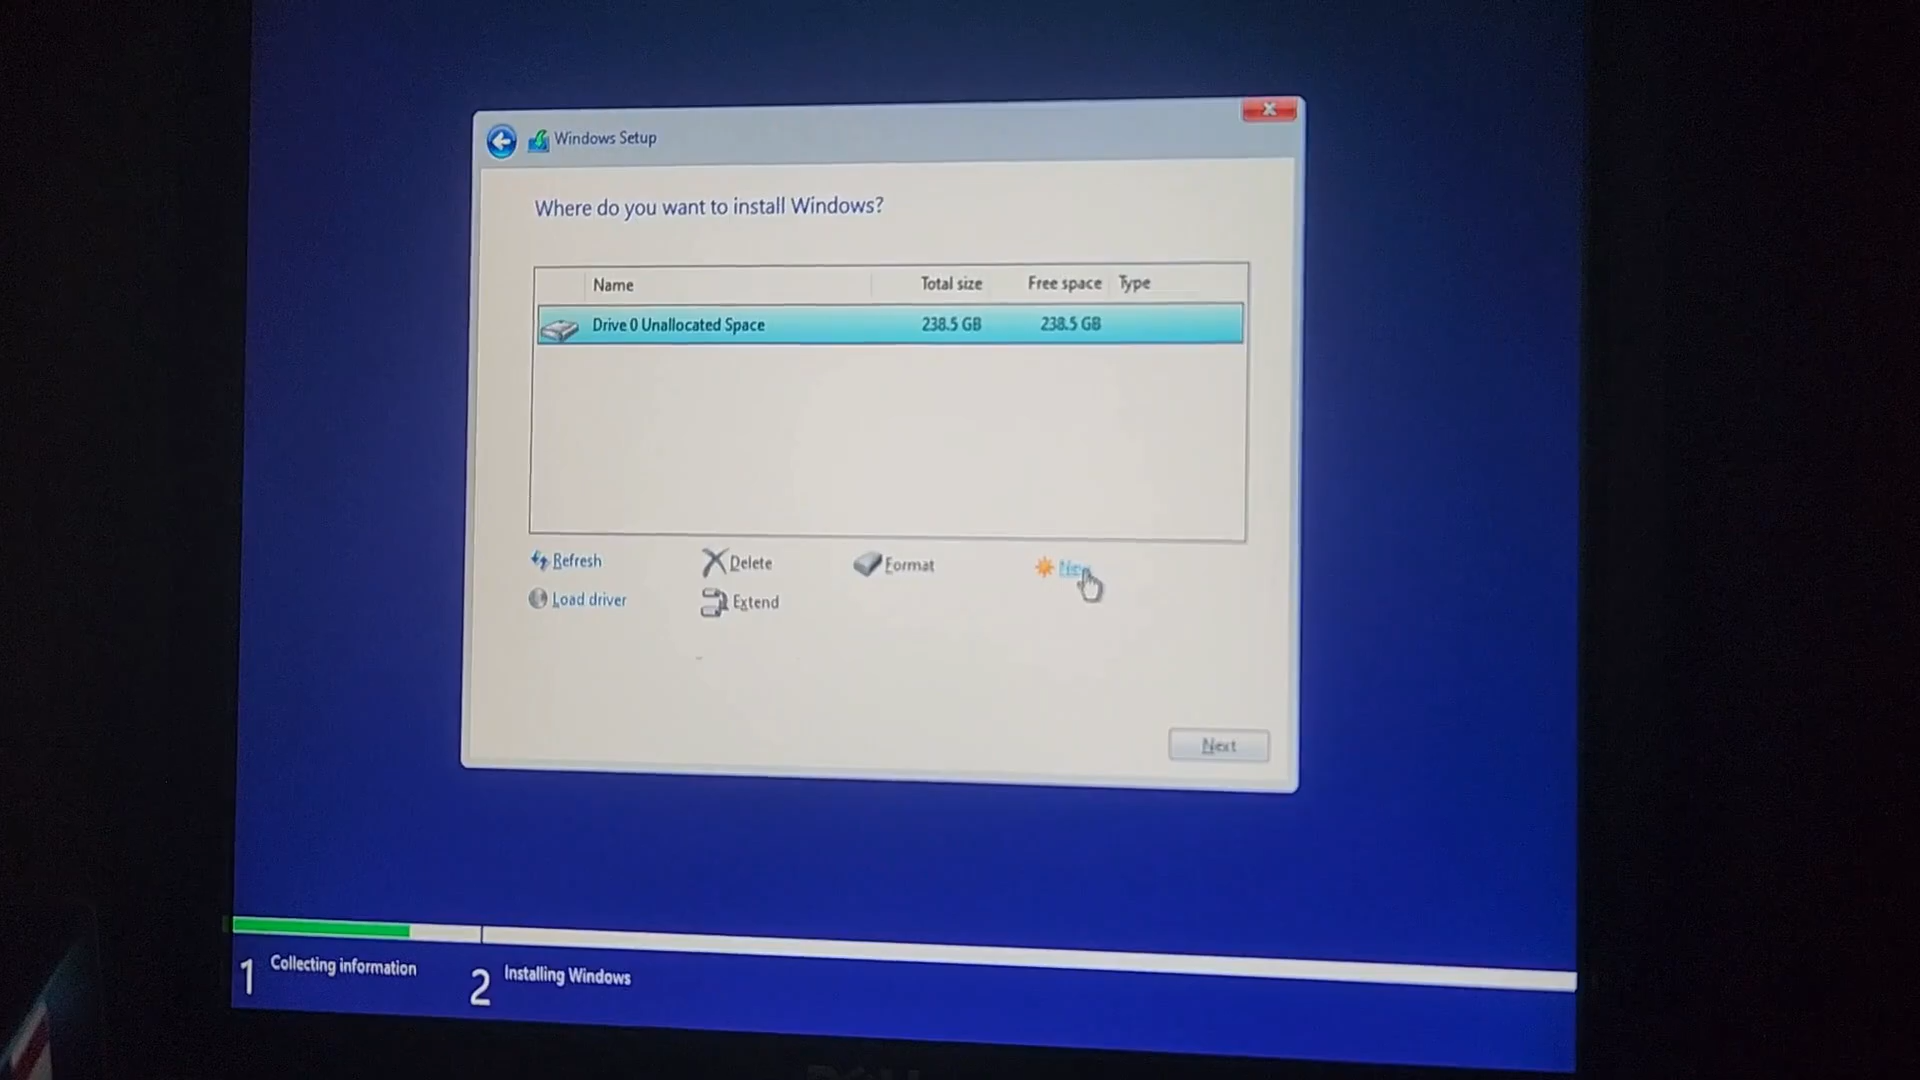 Windows Setup
Where do you want to install Windows?
Name Total size Free space Type
Drive 0 Unallocated Space 238.5 GB 238.5 GB
Refresh Delete Format New
Load driver Extend
Next
1 Collecting information 2 Installing Windows